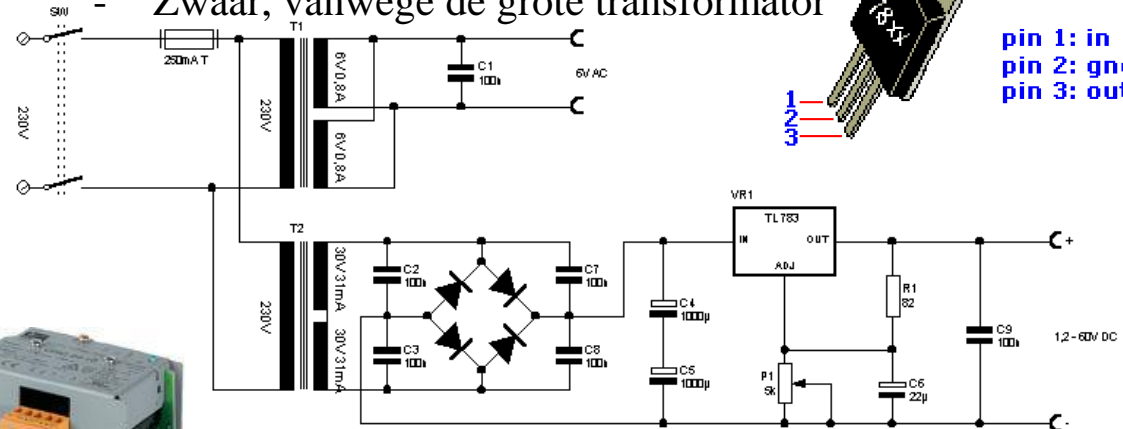 - Zwaar, vanwege de grote transformator
SW
250mA T
T1
230V
6V 0,8A
6V 0,8A
C1
100n
6V AC
78XX
1
2
3
pin 1: in
pin 2: gn
pin 3: out
230V
T2
230V
30V 31mA
30V 31mA
C2
100n
C3
100n
C7
100n
C8
100n
C4
1000µ
C5
1000µ
VR1
TL783
IN
OUT
ADJ
R1
82
P1
5k
C6
22µ
C9
100n
+
1,2-60V DC
-